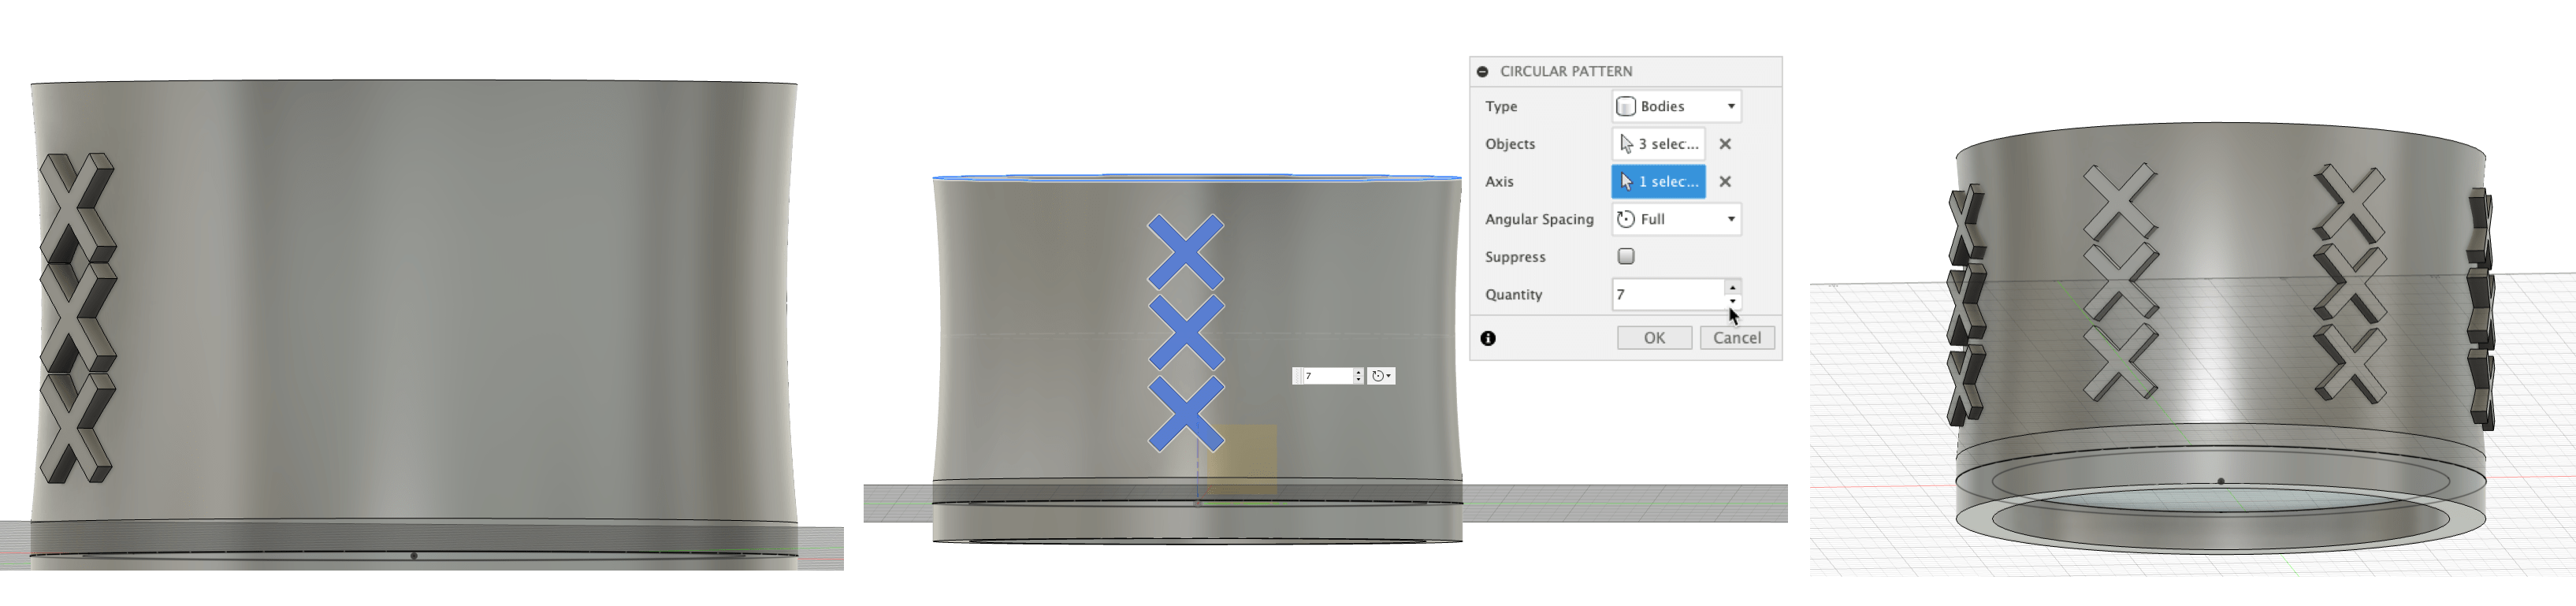 CIRCULAR PATTERN
Type Bodies
Objects 3 selec...
Axis 1 selec...
Angular Spacing Full
Suppress
Quantity 7
OK Cancel
7